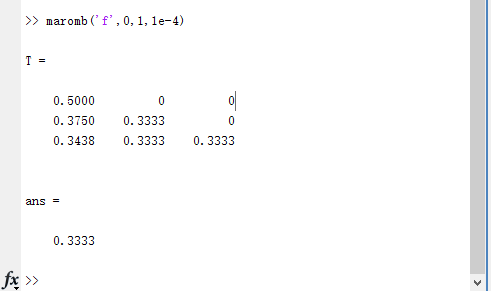 >> maromb('f',0,1,1e-4)
T =
0.5000 0 0
0.3750 0.3333 0
0.3438 0.3333 0.3333
ans =
0.3333
fx >>